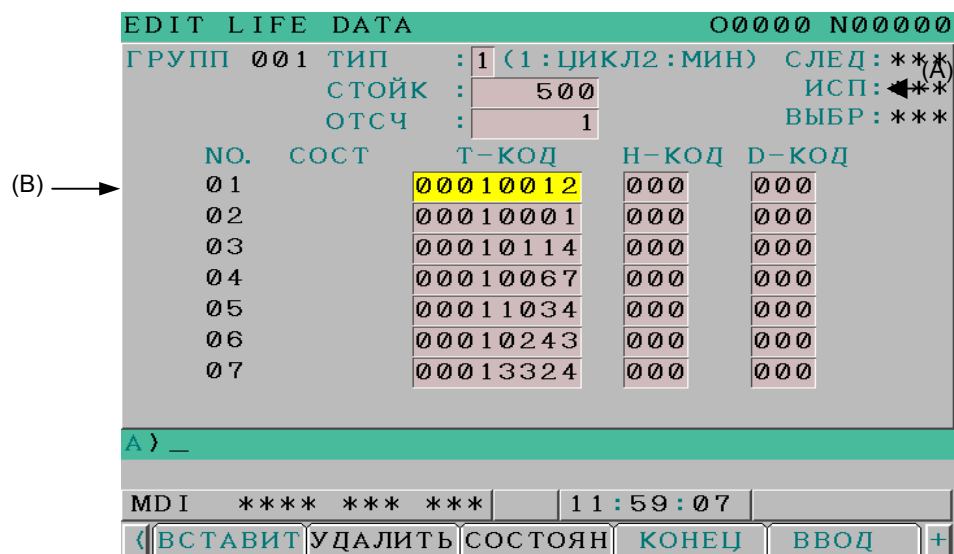 EDIT LIFE DATA O0000 N00000
ГРУПП 001 ТИП :1(1:ЦИКЛ2:МИН) СЛЕД:***
(A)
СТОЙК : 500 ИСП:***
ОТСЧ : 1 ВЫБР:***
NO. СОСТ Т-КОД Н-КОД D-КОД
(B) 01 00010012 000 000
02 00010001 000 000
03 00010114 000 000
04 00010067 000 000
05 00011034 000 000
06 00010243 000 000
07 00013324 000 000
A)_
MDI **** *** *** 11:59:07
(ВСТАВИТ УДАЛИТЬ СОСТОЯН КОНЕЦ ВВОД +